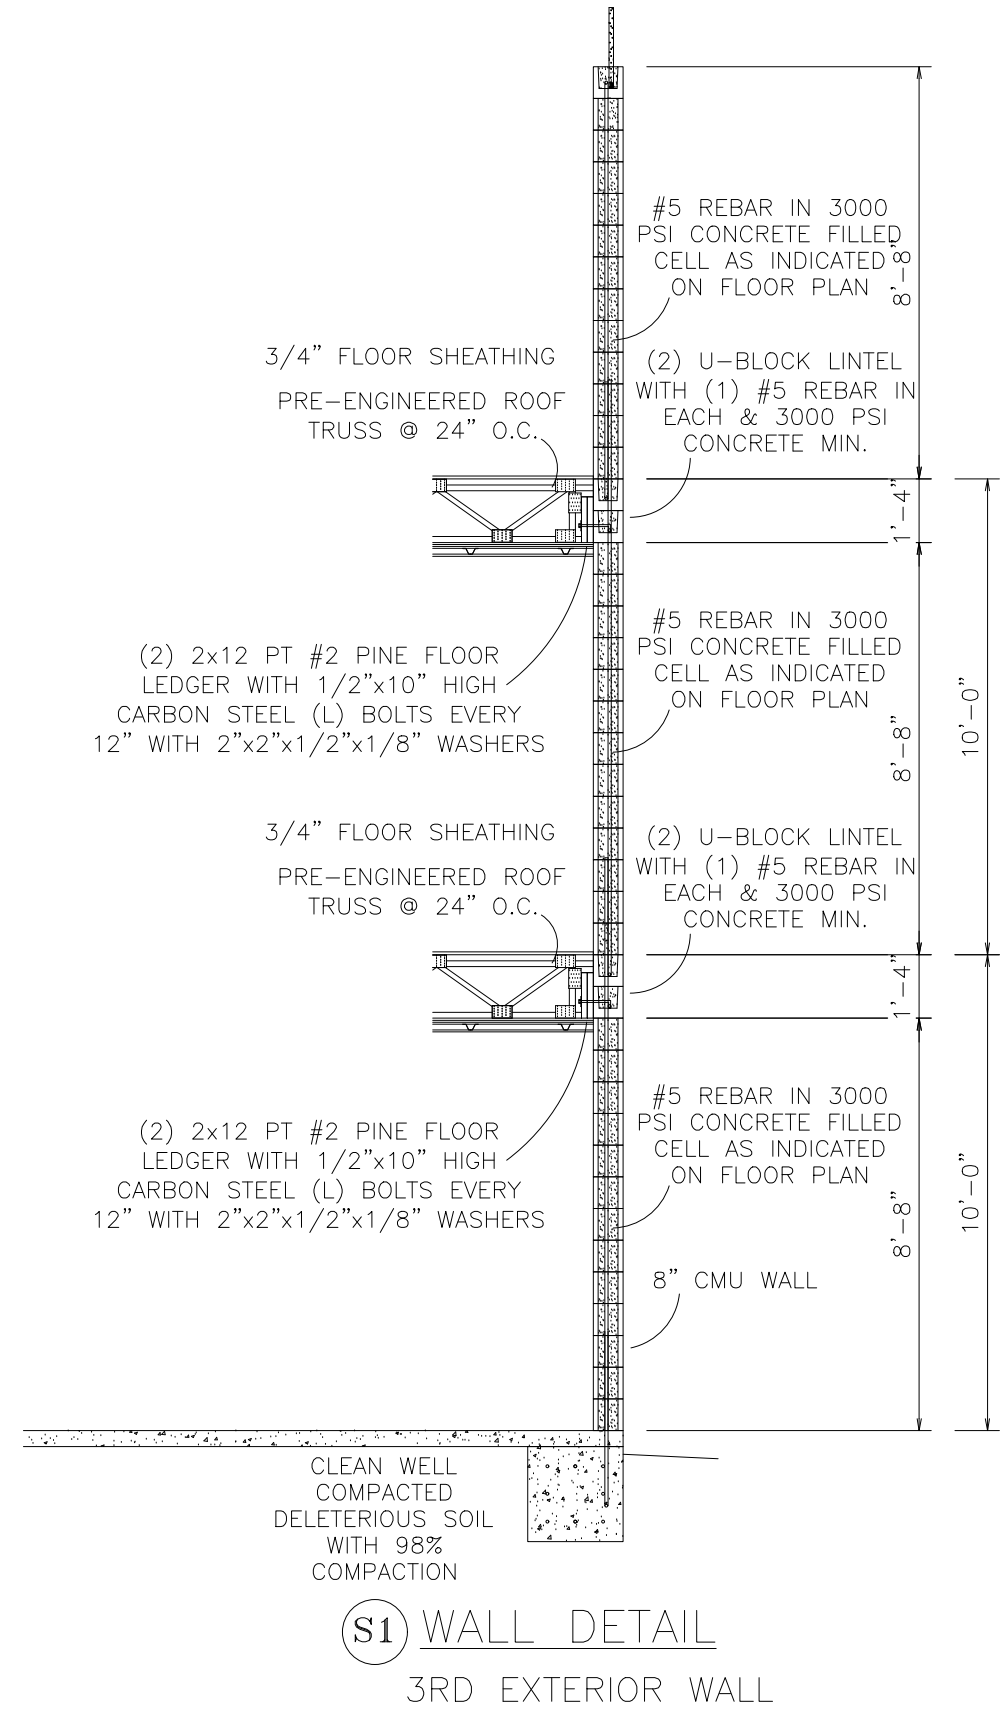 #5 REBAR IN 3000
PSI CONCRETE FILLED
CELL AS INDICATED
ON FLOOR PLAN
8'-8"
3/4" FLOOR SHEATHING
PRE-ENGINEERED ROOF
TRUSS @ 24" O.C.
(2) U-BLOCK LINTEL
WITH (1) #5 REBAR IN
EACH & 3000 PSI
CONCRETE MIN.
1'-4"
(2) 2x12 PT #2 PINE FLOOR
LEDGER WITH 1/2"x10" HIGH
CARBON STEEL (L) BOLTS EVERY
12" WITH 2"x2"x1/2"x1/8" WASHERS
#5 REBAR IN 3000
PSI CONCRETE FILLED
CELL AS INDICATED
ON FLOOR PLAN
8'-8"
10'-0"
3/4" FLOOR SHEATHING
PRE-ENGINEERED ROOF
TRUSS @ 24" O.C.
(2) U-BLOCK LINTEL
WITH (1) #5 REBAR IN
EACH & 3000 PSI
CONCRETE MIN.
1'-4"
(2) 2x12 PT #2 PINE FLOOR
LEDGER WITH 1/2"x10" HIGH
CARBON STEEL (L) BOLTS EVERY
12" WITH 2"x2"x1/2"x1/8" WASHERS
#5 REBAR IN 3000
PSI CONCRETE FILLED
CELL AS INDICATED
ON FLOOR PLAN
8'-8"
10'-0"
8" CMU WALL
CLEAN WELL
COMPACTED
DELETERIOUS SOIL
WITH 98%
COMPACTION
S1 WALL DETAIL
3RD EXTERIOR WALL